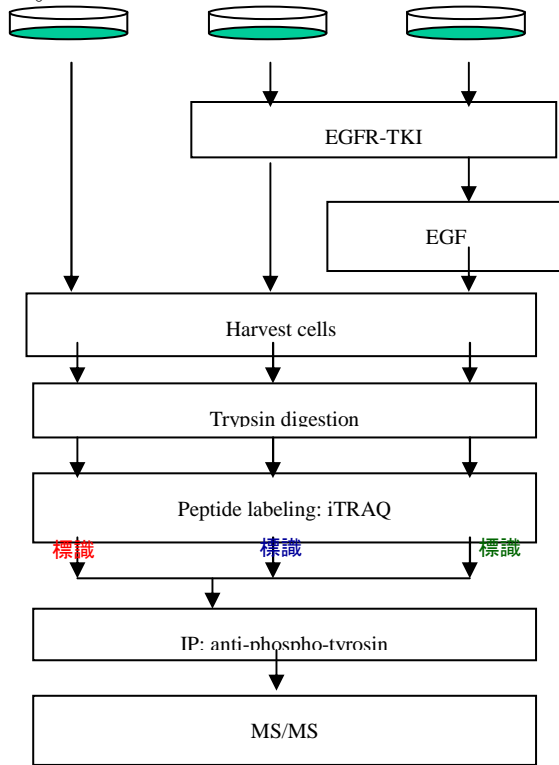 EGFR-TKI
EGF
Harvest cells
Trypsin digestion
Peptide labeling: iTRAQ
標識 標識 標識
IP: anti-phospho-tyrosin
MS/MS